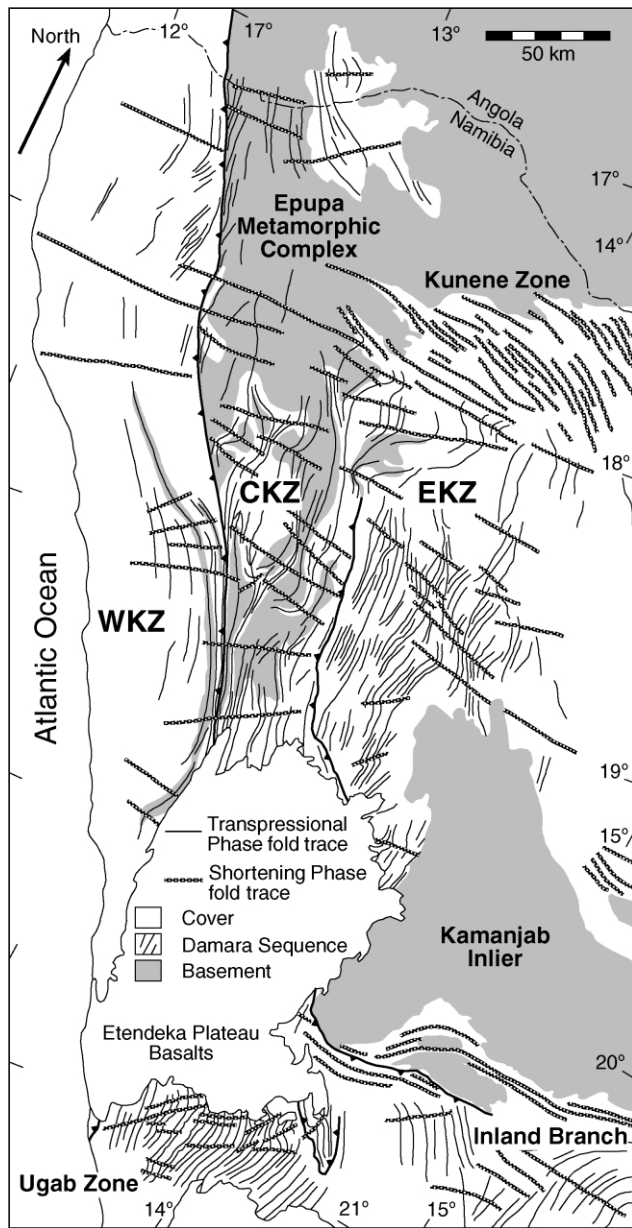 North
12°
17°
13°
50 km
Angola
Namibia
17°
14°
Epupa
Metamorphic
Complex
Kunene Zone
18°
CKZ
EKZ
WKZ
Atlantic Ocean
19°
15°
Transpressional
Phase fold trace
Shortening Phase
fold trace
Cover
Damara Sequence
Basement
Kamanjab
Inlier
Etendeka Plateau
Basalts
20°
Inland Branch
Ugab Zone
14°
21°
15°